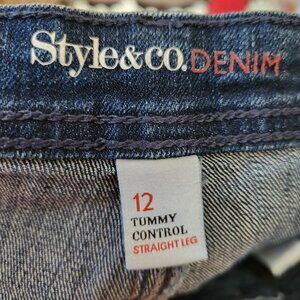 Style&co. DENIM
12
TUMMY
CONTROL
STRAIGHT LEG